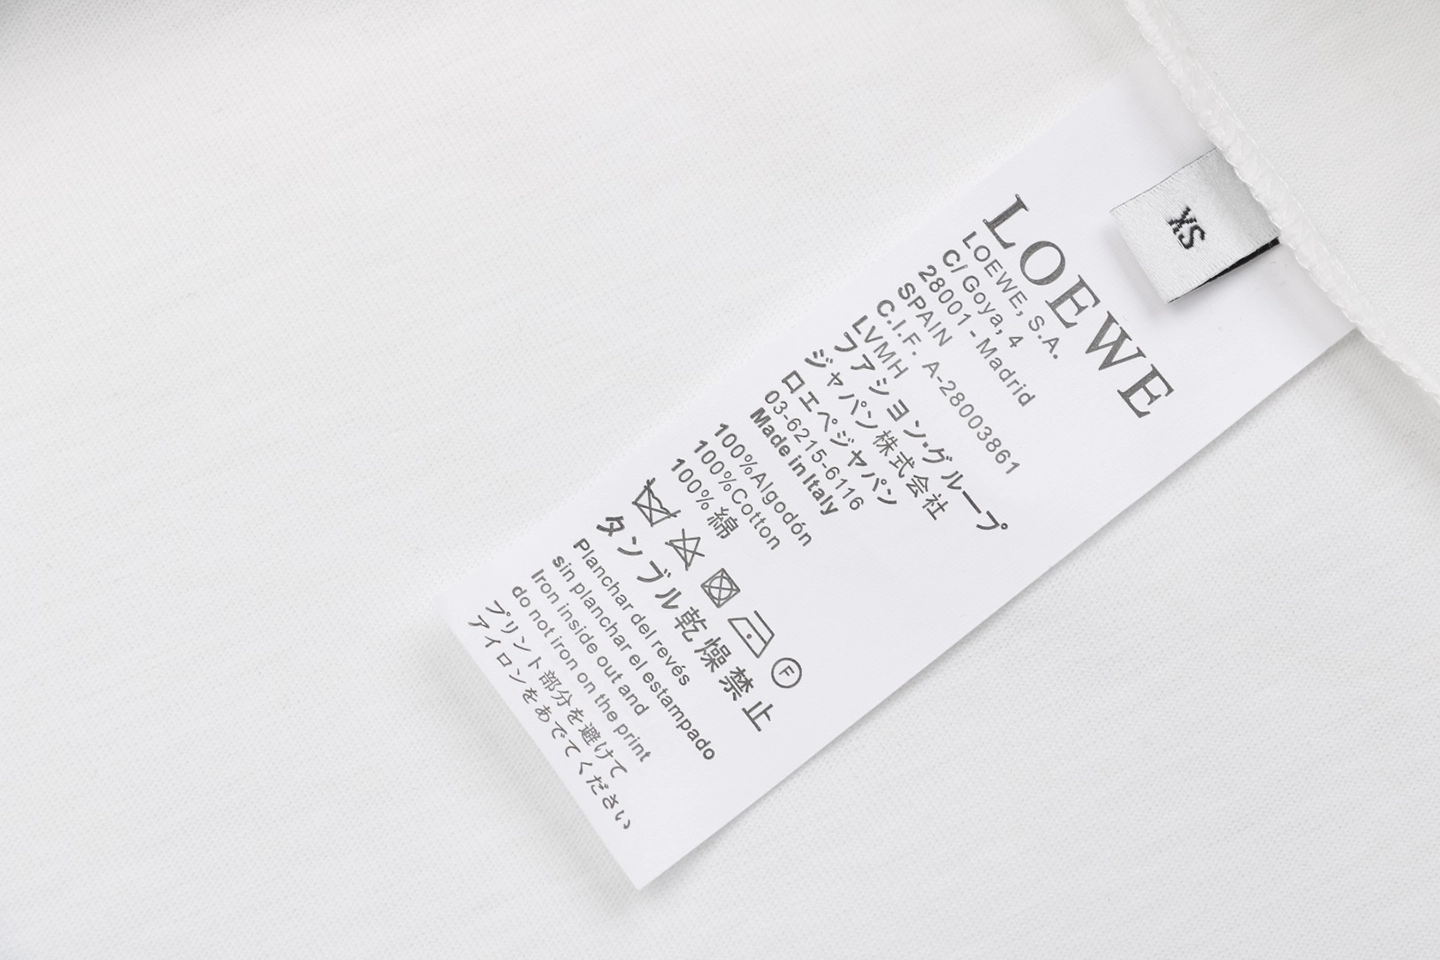 XS
LOEWE
LOEWE, S.A.
C/ Goya, 4
28001 - Madrid
SPAIN
C.I.F. A-28003861
LVMH
ファション・グループ
ジャパン株式会社
ロエベジャパン
03-6215-6116
Made in Italy
100%Algodón
100%Cotton
100%綿
F
タンブル乾燥禁止
Planchar del revés
sin planchar el estampado
Iron inside out and
do not iron on the print
プリント部分を避けて
アイロンをあでてください